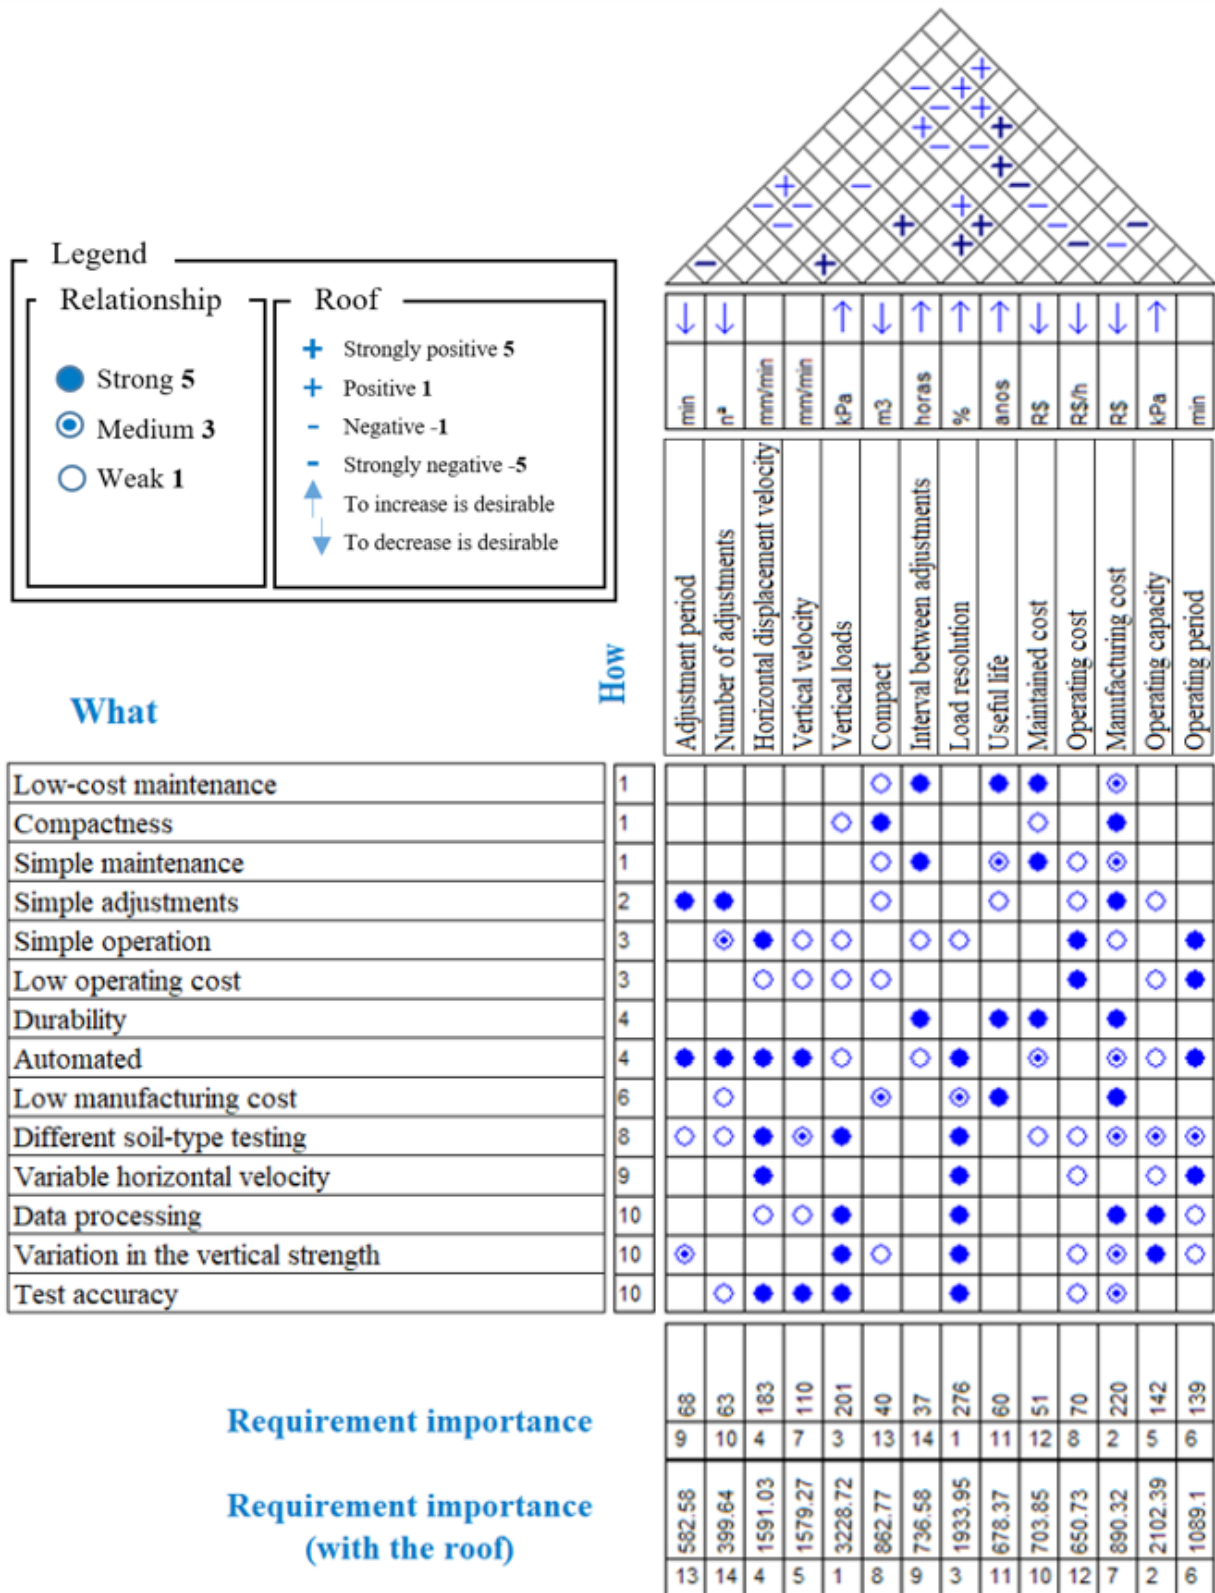 Legend
Relationship
Roof
Strong 5
Medium 3
Weak 1
Strongly positive 5
Positive 1
Negative -1
Strongly negative -5
To increase is desirable
To decrease is desirable
min
nª
mm/min
mm/min
kPa
m3
horas
%
anos
R$
R$/h
R$
kPa
min
What
How
Adjustment period
Number of adjustments
Horizontal displacement velocity
Vertical velocity
Vertical loads
Compact
Interval between adjustments
Load resolution
Useful life
Maintained cost
Operating cost
Manufacturing cost
Operating capacity
Operating period
Low-cost maintenance 1
Compactness 1
Simple maintenance 1
Simple adjustments 2
Simple operation 3
Low operating cost 3
Durability 4
Automated 4
Low manufacturing cost 6
Different soil-type testing 8
Variable horizontal velocity 9
Data processing 10
Variation in the vertical strength 10
Test accuracy 10
Requirement importance
68 63 183 110 201 40 37 276 60 51 70 220 142 139
9 10 4 7 3 13 14 1 11 12 8 2 5 6
Requirement importance
(with the roof)
582.58 399.64 1591.03 1579.27 3228.72 862.77 736.58 1933.95 678.37 703.85 650.73 890.32 2102.39 1089.1
13 14 4 5 1 8 9 3 11 10 12 7 2 6